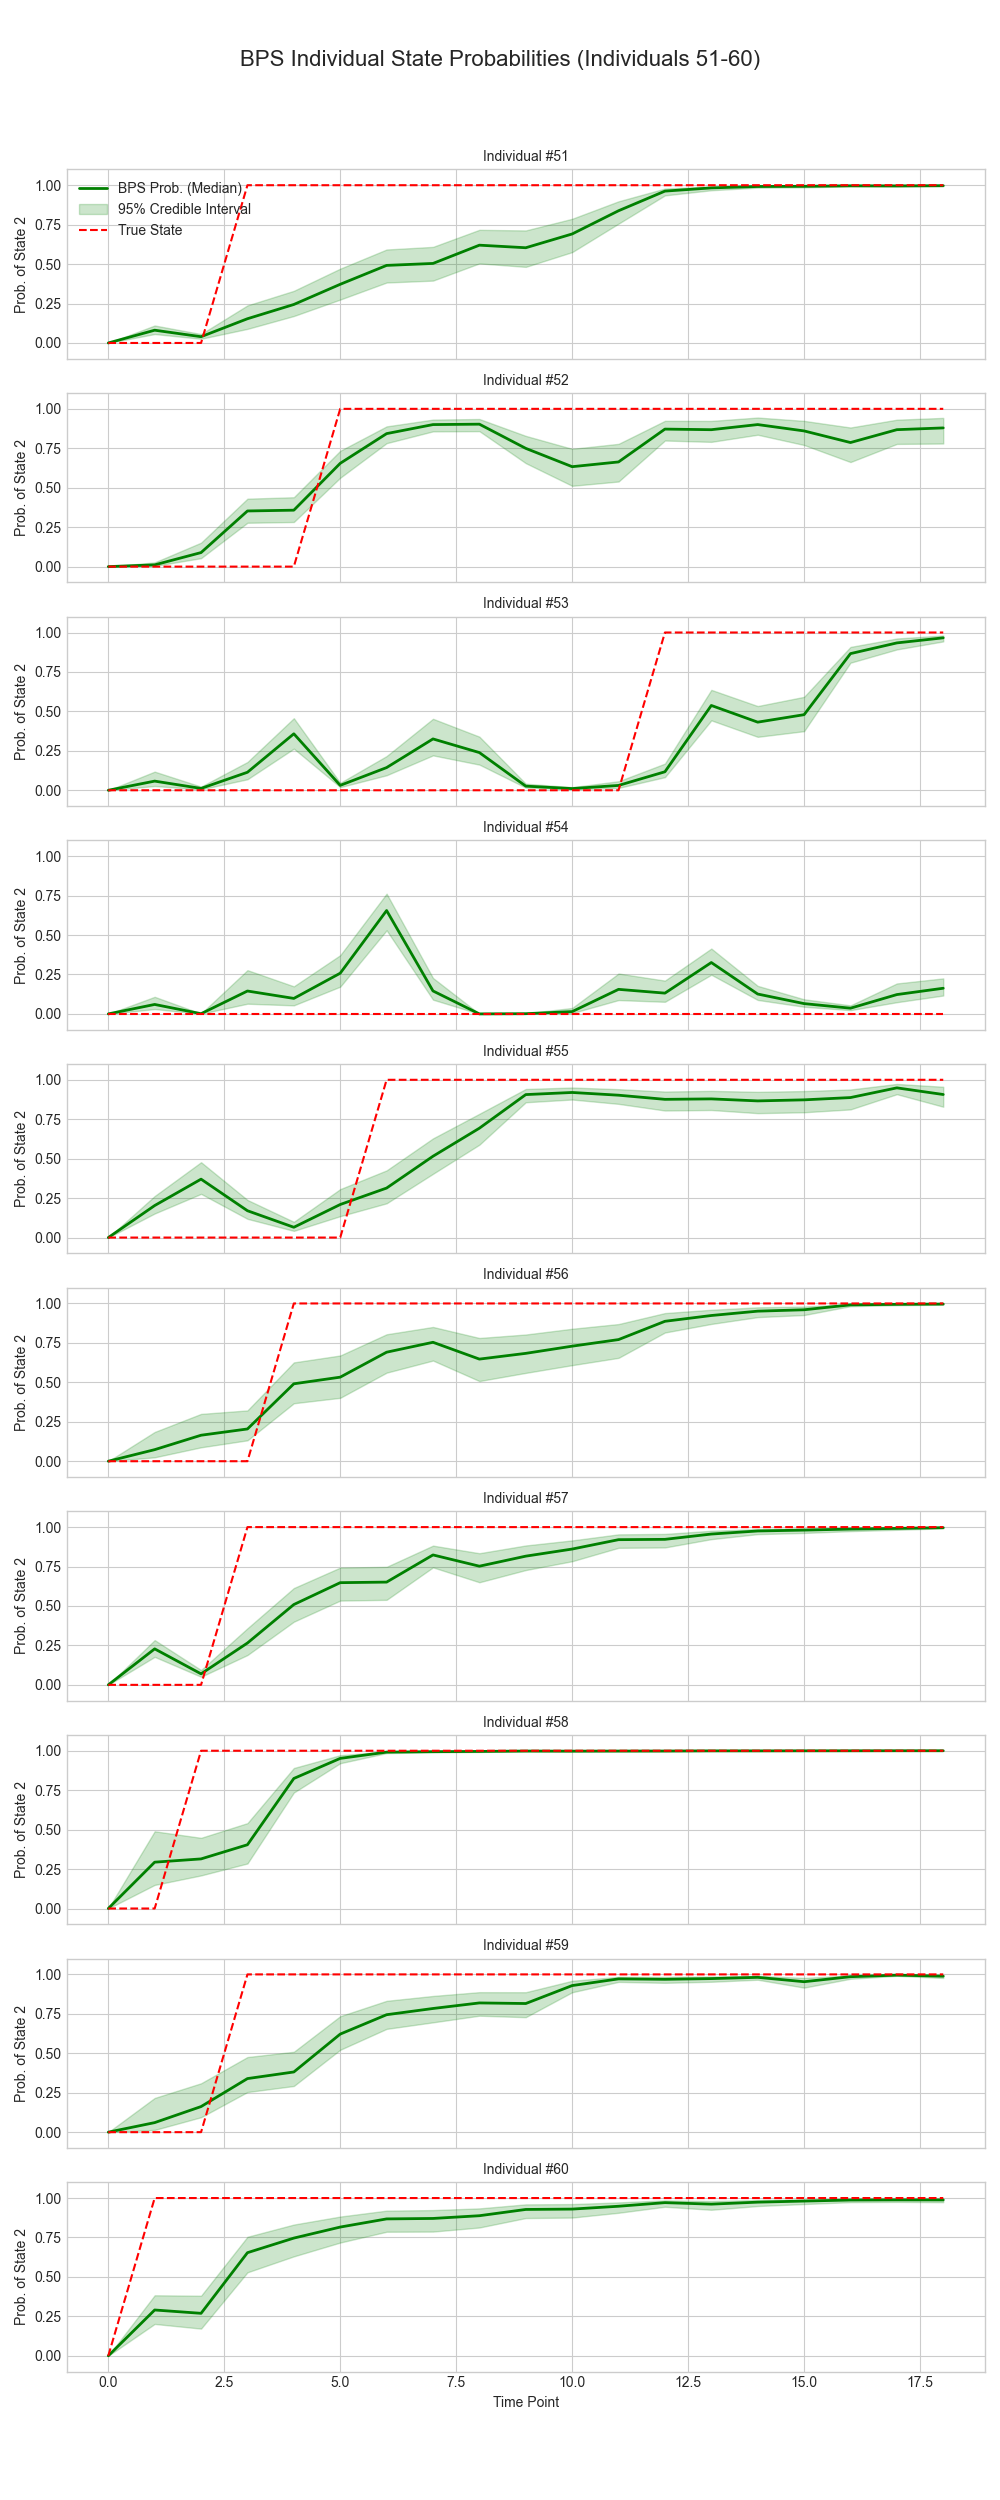 BPS Individual State Probabilities (Individuals 51-60)
Individual #51
BPS Prob. (Median)
95% Credible Interval
True State
1.00
0.75
0.50
0.25
0.00
Prob. of State 2
Individual #52
1.00
0.75
0.50
0.25
0.00
Prob. of State 2
Individual #53
1.00
0.75
0.50
0.25
0.00
Prob. of State 2
Individual #54
1.00
0.75
0.50
0.25
0.00
Prob. of State 2
Individual #55
1.00
0.75
0.50
0.25
0.00
Prob. of State 2
Individual #56
1.00
0.75
0.50
0.25
0.00
Prob. of State 2
Individual #57
1.00
0.75
0.50
0.25
0.00
Prob. of State 2
Individual #58
1.00
0.75
0.50
0.25
0.00
Prob. of State 2
Individual #59
1.00
0.75
0.50
0.25
0.00
Prob. of State 2
Individual #60
1.00
0.75
0.50
0.25
0.00
Prob. of State 2
0.0 2.5 5.0 7.5 10.0 12.5 15.0 17.5
Time Point